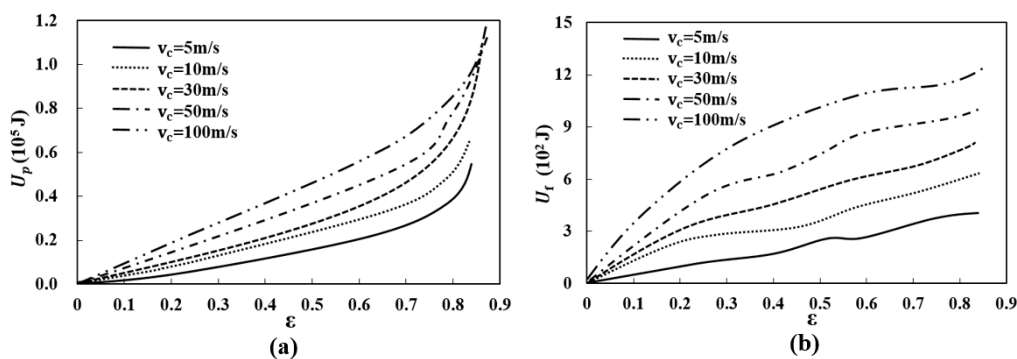 1.2
1.0
0.8
0.6
0.4
0.2
0.0
U_p (10^5 J)
v_c=5m/s
v_c=10m/s
v_c=30m/s
v_c=50m/s
v_c=100m/s
0 0.1 0.2 0.3 0.4 0.5 0.6 0.7 0.8 0.9
ε
(a)
15
12
9
6
3
0
U_f (10^2 J)
v_c=5m/s
v_c=10m/s
v_c=30m/s
v_c=50m/s
v_c=100m/s
0 0.1 0.2 0.3 0.4 0.5 0.6 0.7 0.8 0.9
ε
(b)